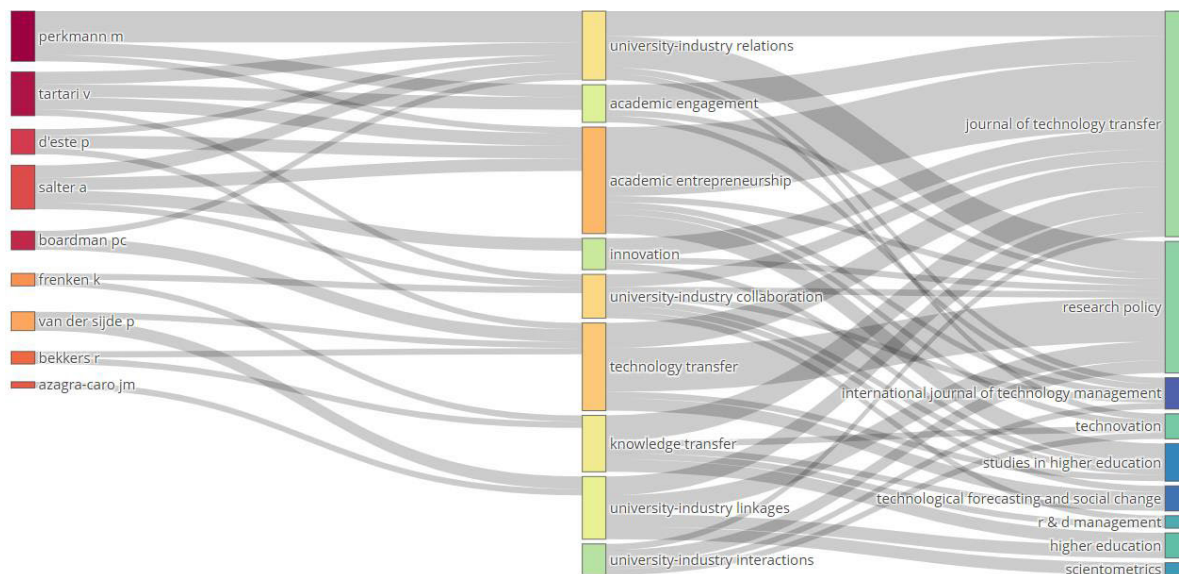 perkmann m
tartari v
d'este p
salter a
boardman pc
frenken k
van der sijde p
bekkers r
azagra-caro jm
university-industry relations
academic engagement
academic entrepreneurship
innovation
university-industry collaboration
technology transfer
knowledge transfer
university-industry linkages
university-industry interactions
journal of technology transfer
research policy
international journal of technology management
technovation
studies in higher education
technological forecasting and social change
r & d management
higher education
scientometrics